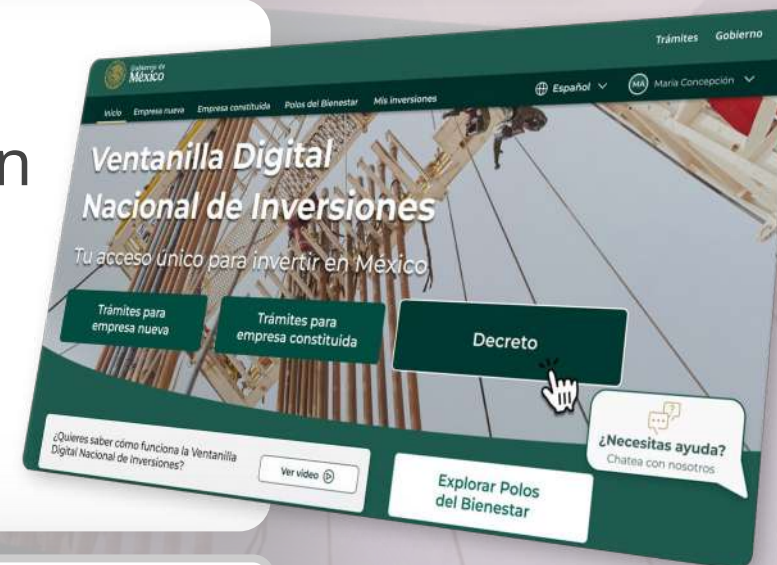 n
Trámites Gobierno
Gobierno de
México
Inicio Empresa nueva Empresa constituida Polos del Bienestar Mis inversiones
Español MA María Concepción
Ventanilla Digital
Nacional de Inversiones
Tu acceso único para invertir en México
Trámites para
empresa nueva
Trámites para
empresa constituida
Decreto
¿Quieres saber cómo funciona la Ventanilla
Digital Nacional de Inversiones?
Ver video
Explorar Polos
del Bienestar
?
¿Necesitas ayuda?
Chatea con nosotros